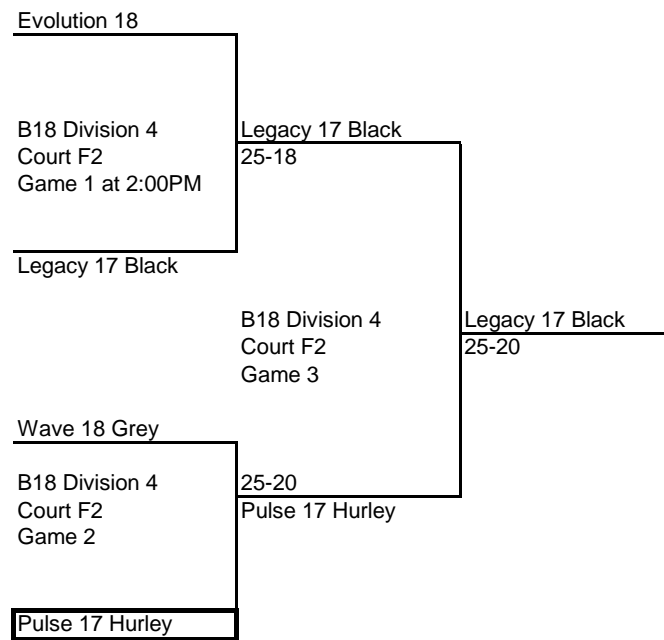 Evolution 18
B18 Division 4
Court F2
Game 1 at 2:00PM
Legacy 17 Black
25-18
Legacy 17 Black
B18 Division 4
Court F2
Game 3
Legacy 17 Black
25-20
Wave 18 Grey
B18 Division 4
Court F2
Game 2
25-20
Pulse 17 Hurley
Pulse 17 Hurley